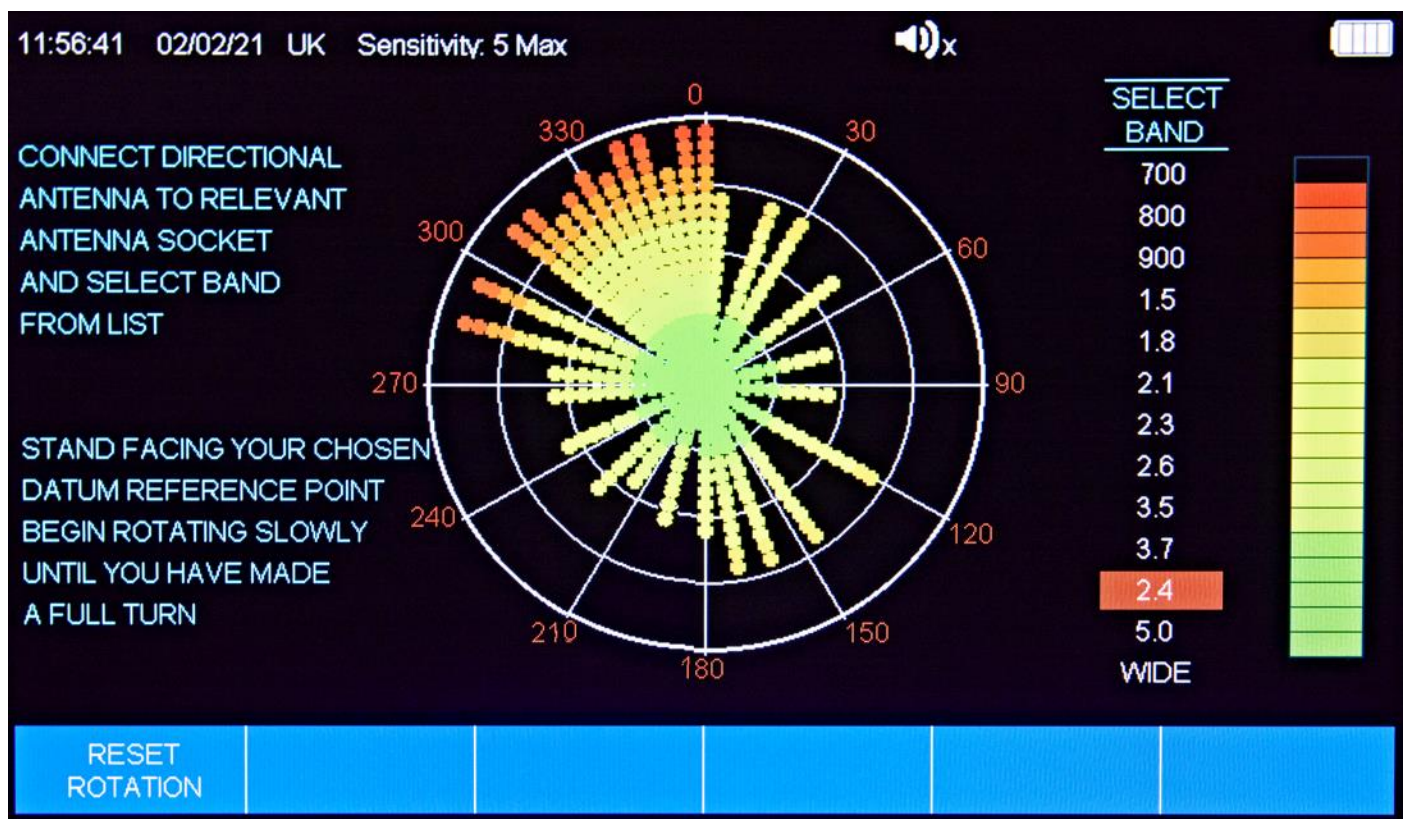 11:56:41 02/02/21 UK Sensitivity: 5 Max
x
CONNECT DIRECTIONAL
ANTENNA TO RELEVANT
ANTENNA SOCKET
AND SELECT BAND
FROM LIST
STAND FACING YOUR CHOSEN
DATUM REFERENCE POINT
BEGIN ROTATING SLOWLY
UNTIL YOU HAVE MADE
A FULL TURN
0
30
60
90
120
150
180
210
240
270
300
330
SELECT
BAND
700
800
900
1.5
1.8
2.1
2.3
2.6
3.5
3.7
2.4
5.0
WIDE
RESET
ROTATION